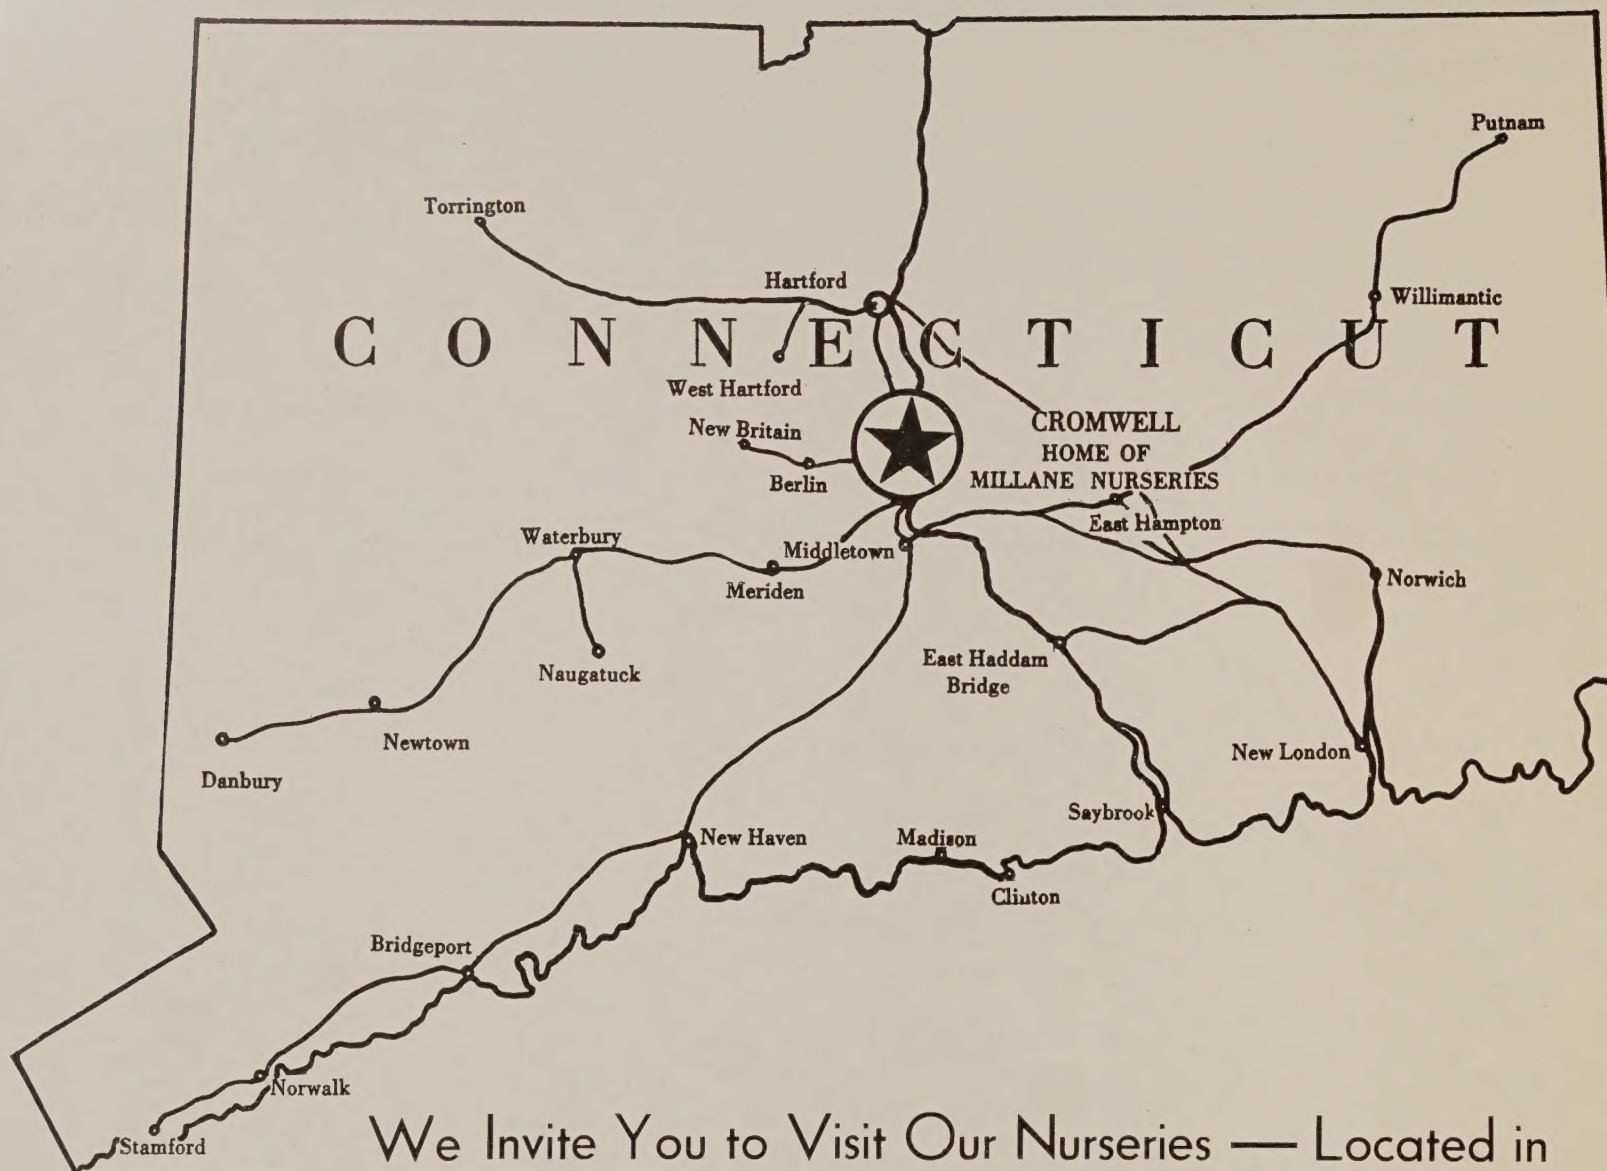 Putnam
Torrington
Hartford
Willimantic
CONNECTICUT
West Hartford
CROMWELL
HOME OF
MILLANE NURSERIES
New Britain
Berlin
East Hampton
Waterbury
Middletown
Meriden
Norwich
Naugatuck
East Haddam
Bridge
Newtown
New London
Danbury
Saybrook
New Haven
Madison
Clinton
Bridgeport
Norwalk
Stamford
We Invite You to Visit Our Nurseries — Located in